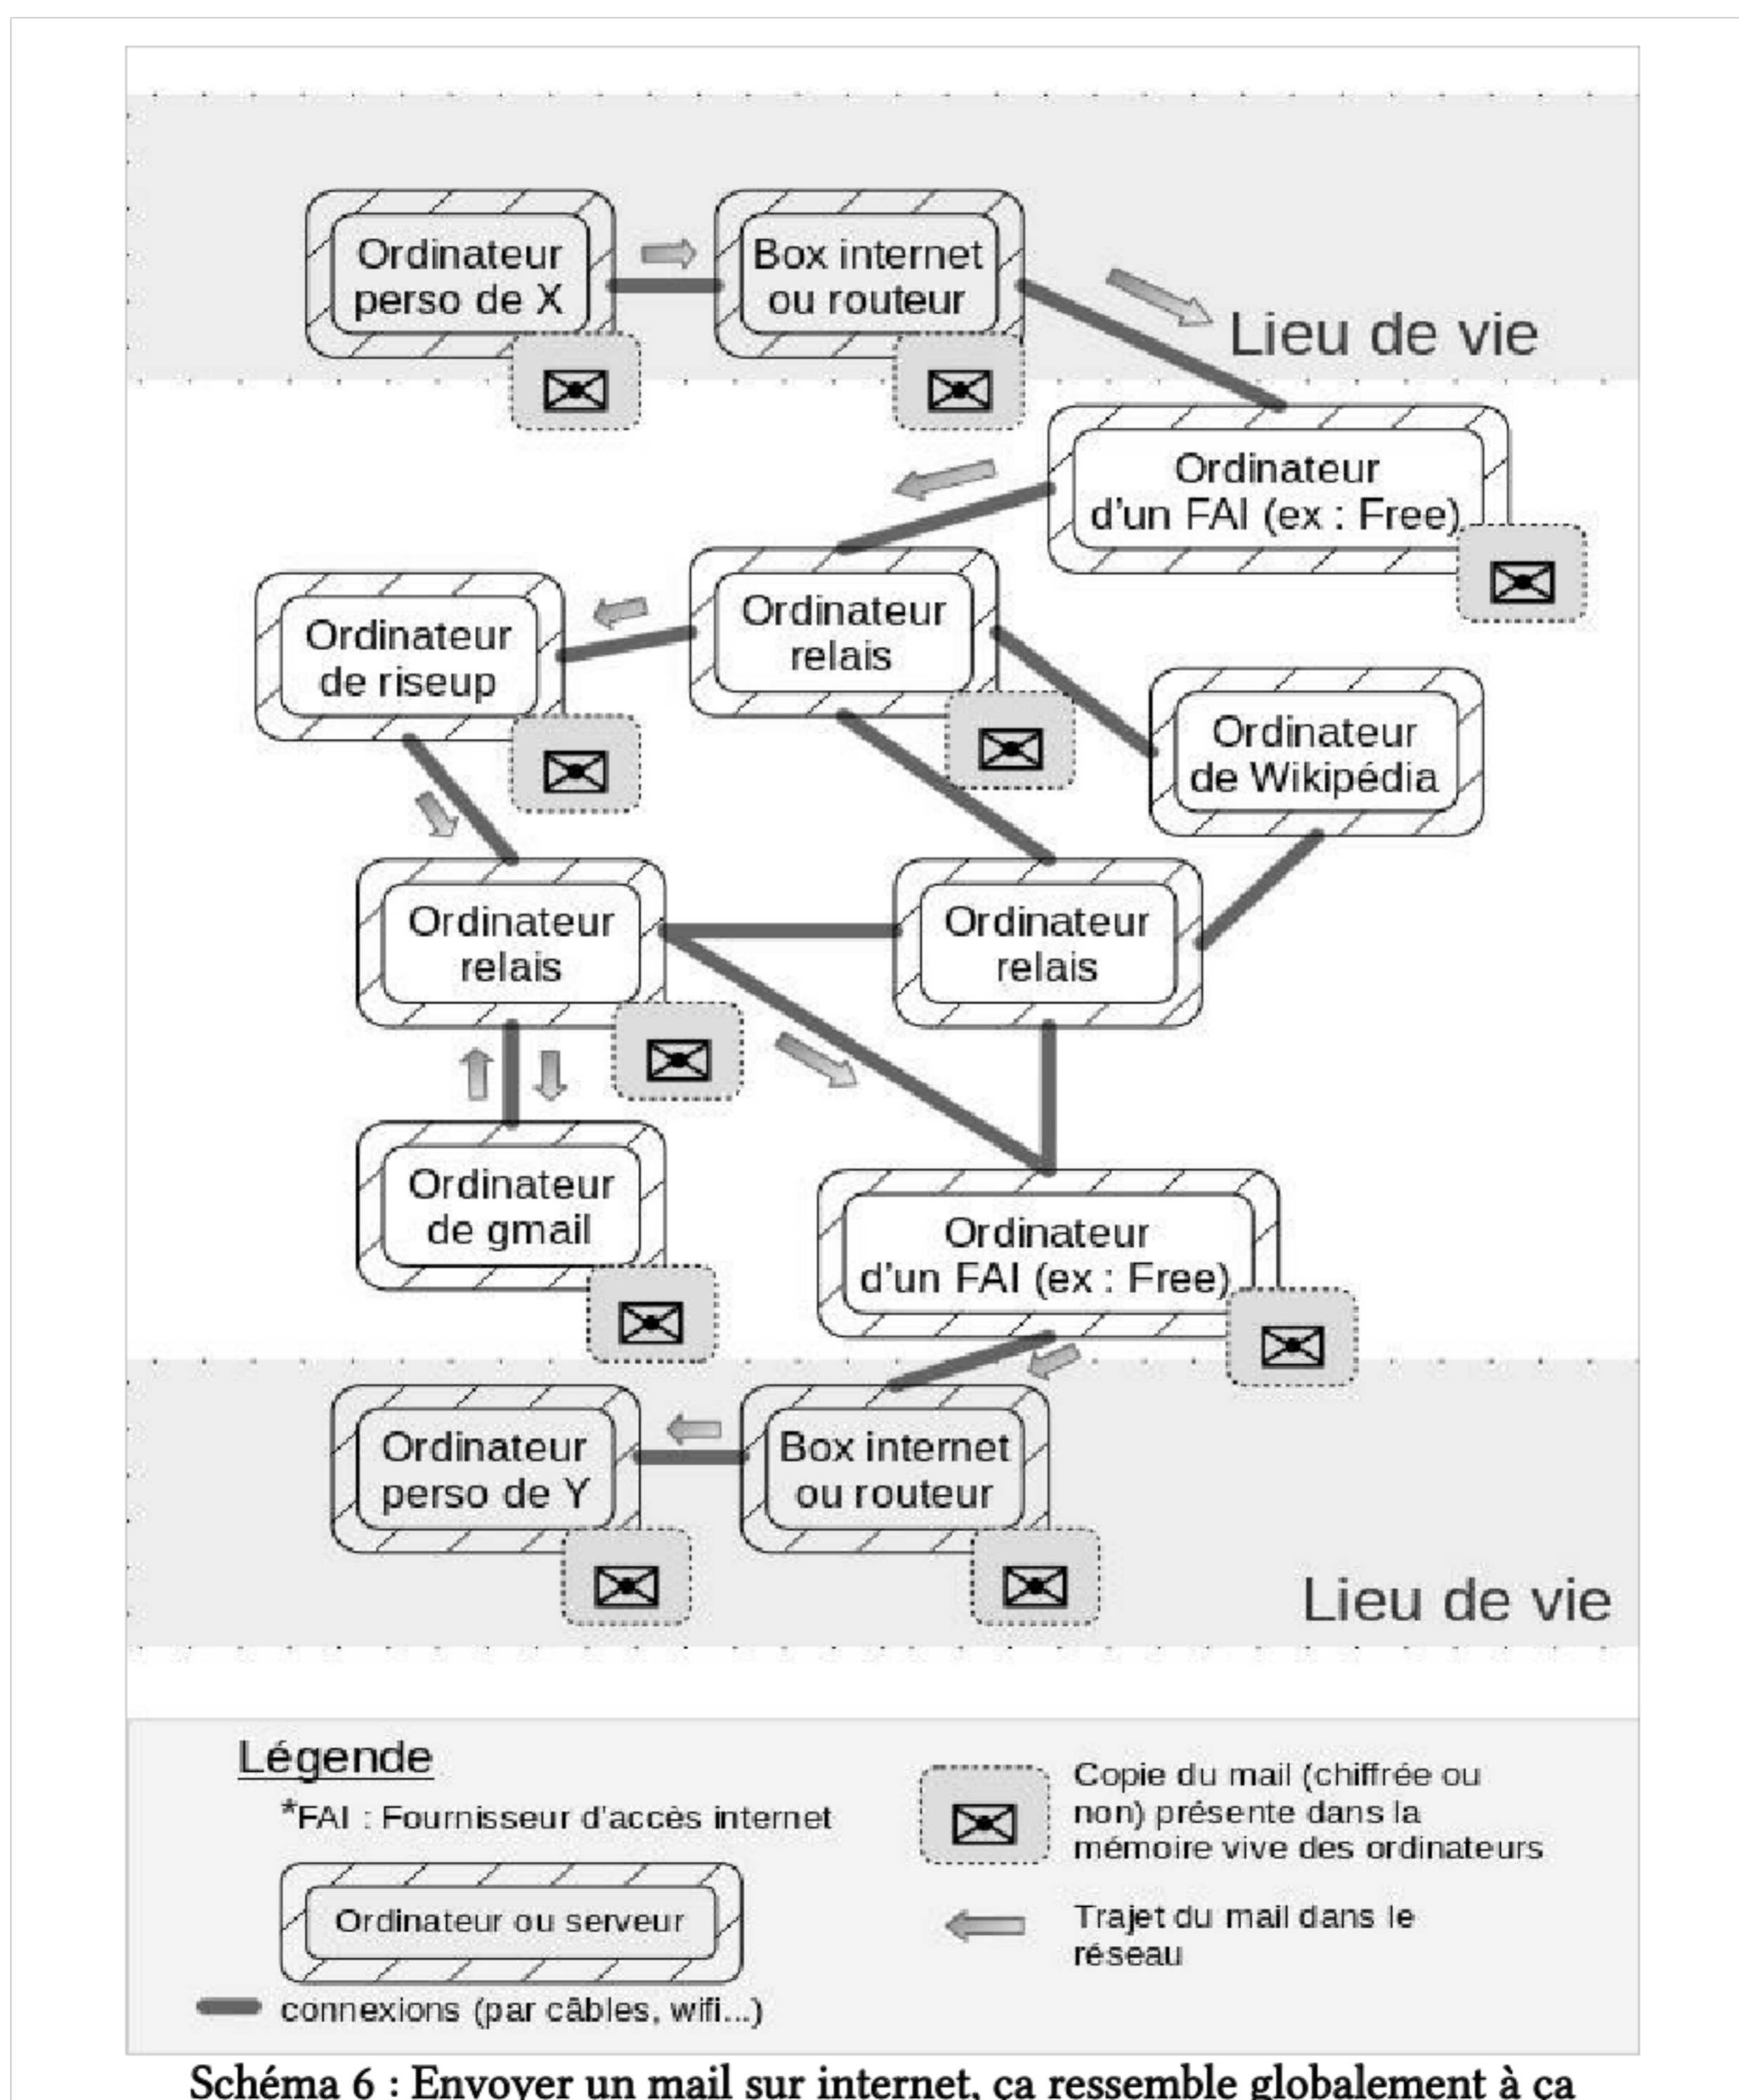 Ordinateur
perso de X
Box internet
ou routeur
Lieu de vie
Ordinateur
d'un FAI (ex : Free)
Ordinateur
relais
Ordinateur
de riseup
Ordinateur
de Wikipédia
Ordinateur
relais
Ordinateur
relais
Ordinateur
de gmail
Ordinateur
d'un FAI (ex : Free)
Ordinateur
perso de Y
Box internet
ou routeur
Lieu de vie
Légende
*FAI : Fournisseur d'accès internet
Ordinateur ou serveur
connexions (par câbles, wifi...)
Copie du mail (chiffrée ou
non) présente dans la
mémoire vive des ordinateurs
Trajet du mail dans le
réseau
Schéma 6 : Envoyer un mail sur internet, ça ressemble globalement à ça